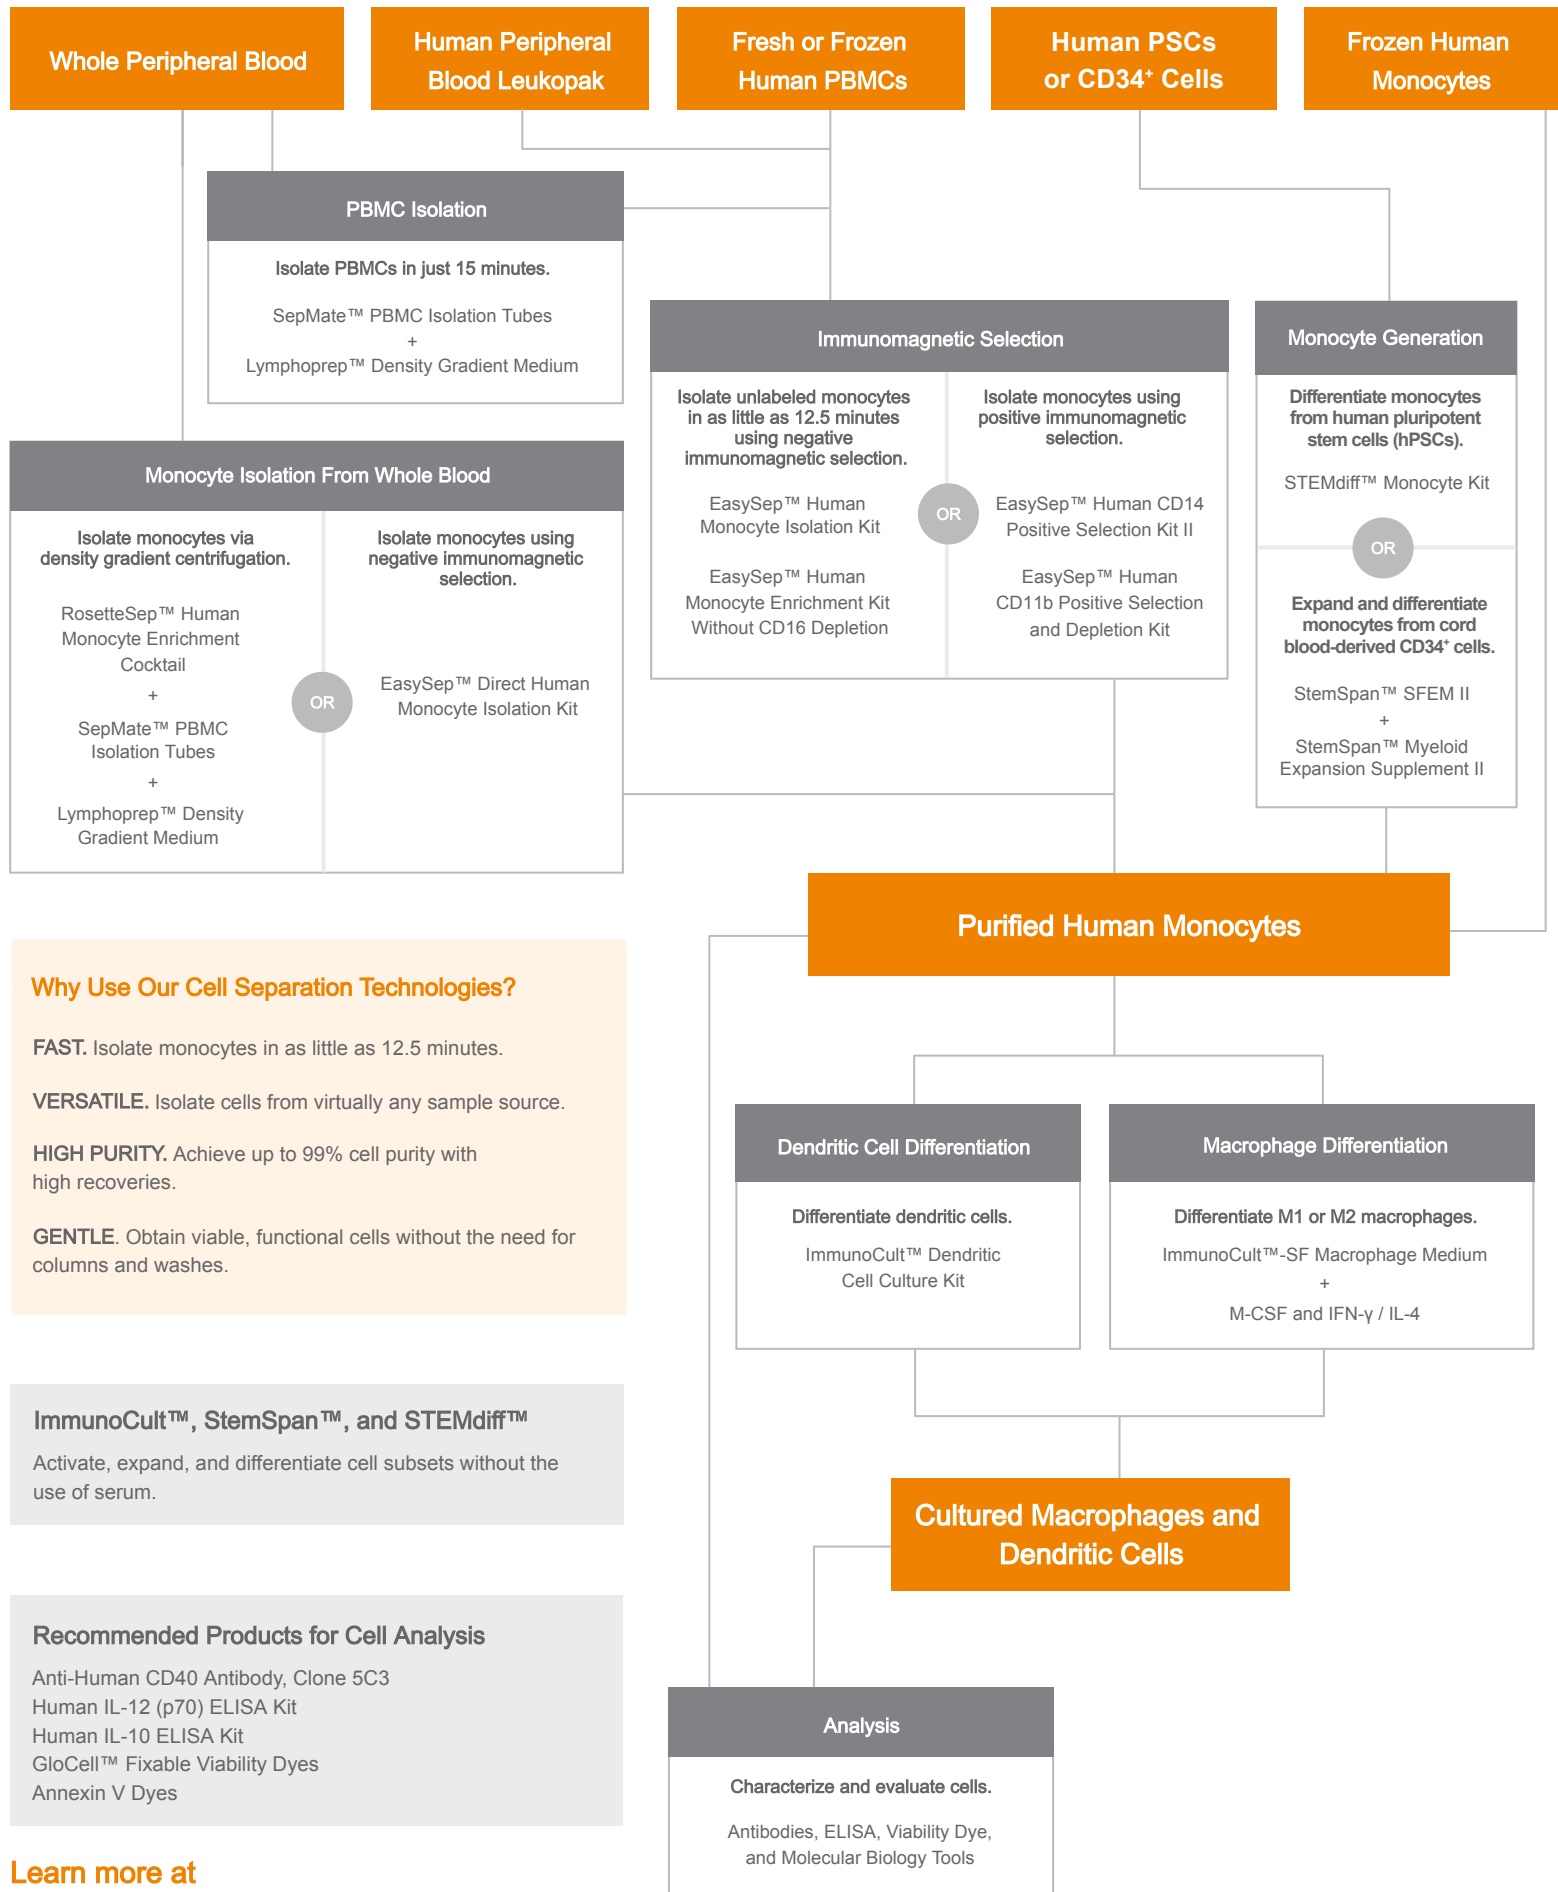 Whole Peripheral Blood
Human Peripheral
Blood Leukopak
Fresh or Frozen
Human PBMCs
Human PSCs
or CD34⁺ Cells
Frozen Human
Monocytes
PBMC Isolation
Isolate PBMCs in just 15 minutes.
SepMate™ PBMC Isolation Tubes
+
Lymphoprep™ Density Gradient Medium
Immunomagnetic Selection
Isolate unlabeled monocytes
in as little as 12.5 minutes
using negative
immunomagnetic selection.
EasySep™ Human
Monocyte Isolation Kit
EasySep™ Human
Monocyte Enrichment Kit
Without CD16 Depletion
OR
Isolate monocytes using
positive immunomagnetic
selection.
EasySep™ Human CD14
Positive Selection Kit II
EasySep™ Human
CD11b Positive Selection
and Depletion Kit
Monocyte Generation
Differentiate monocytes
from human pluripotent
stem cells (hPSCs).
STEMdiff™ Monocyte Kit
OR
Expand and differentiate
monocytes from cord
blood-derived CD34⁺ cells.
StemSpan™ SFEM II
+
StemSpan™ Myeloid
Expansion Supplement II
Monocyte Isolation From Whole Blood
Isolate monocytes via
density gradient centrifugation.
RosetteSep™ Human
Monocyte Enrichment
Cocktail
+
SepMate™ PBMC
Isolation Tubes
+
Lymphoprep™ Density
Gradient Medium
OR
Isolate monocytes using
negative immunomagnetic
selection.
EasySep™ Direct Human
Monocyte Isolation Kit
Purified Human Monocytes
Why Use Our Cell Separation Technologies?
FAST. Isolate monocytes in as little as 12.5 minutes.
VERSATILE. Isolate cells from virtually any sample source.
HIGH PURITY. Achieve up to 99% cell purity with
high recoveries.
GENTLE. Obtain viable, functional cells without the need for
columns and washes.
Dendritic Cell Differentiation
Differentiate dendritic cells.
ImmunoCult™ Dendritic
Cell Culture Kit
Macrophage Differentiation
Differentiate M1 or M2 macrophages.
ImmunoCult™-SF Macrophage Medium
+
M-CSF and IFN-γ / IL-4
ImmunoCult™, StemSpan™, and STEMdiff™
Activate, expand, and differentiate cell subsets without the
use of serum.
Cultured Macrophages and
Dendritic Cells
Recommended Products for Cell Analysis
Anti-Human CD40 Antibody, Clone 5C3
Human IL-12 (p70) ELISA Kit
Human IL-10 ELISA Kit
GloCell™ Fixable Viability Dyes
Annexin V Dyes
Analysis
Characterize and evaluate cells.
Antibodies, ELISA, Viability Dye,
and Molecular Biology Tools
Learn more at